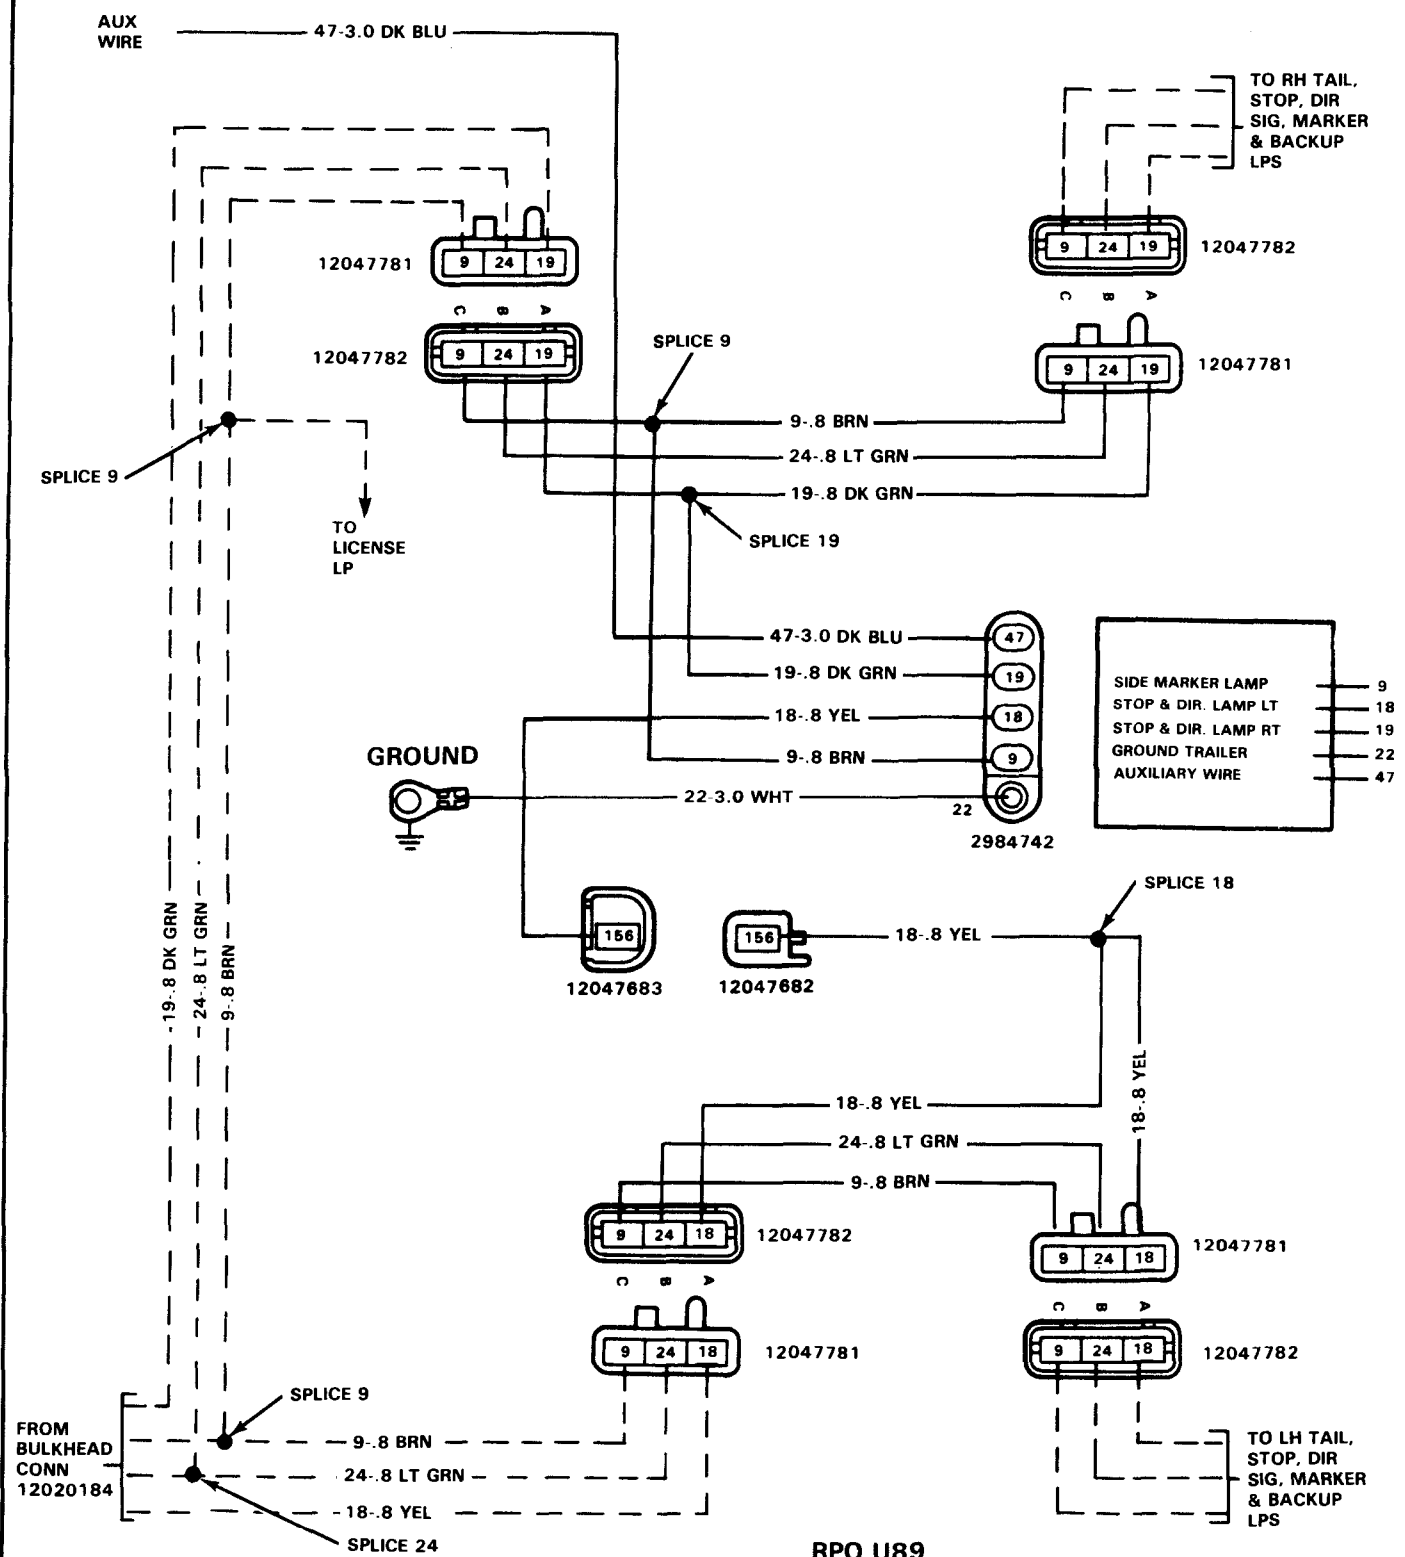 AUX
WIRE
47-3.0 DK BLU
TO RH TAIL,
STOP, DIR
SIG, MARKER
& BACKUP
LPS
12047781
9 24 19
C B A
12047782
9 24 19
9 24 19
12047782
C B A
9 24 19
12047781
SPLICE 9
SPLICE 9
TO
LICENSE
LP
9-.8 BRN
24-.8 LT GRN
19-.8 DK GRN
SPLICE 19
47-3.0 DK BLU
19-.8 DK GRN
18-.8 YEL
9-.8 BRN
22-3.0 WHT
47
19
18
9
22
2984742
GROUND
SIDE MARKER LAMP 9
STOP & DIR. LAMP LT 18
STOP & DIR. LAMP RT 19
GROUND TRAILER 22
AUXILIARY WIRE 47
19-.8 DK GRN
24-.8 LT GRN
9-.8 BRN
156
12047683
156
12047682
18-.8 YEL
SPLICE 18
18-.8 YEL
18-.8 YEL
24-.8 LT GRN
9-.8 BRN
9 24 18
12047782
C B A
9 24 18
12047781
9 24 18
12047781
C B A
9 24 18
12047782
FROM
BULKHEAD
CONN
12020184
SPLICE 9
9-.8 BRN
24-.8 LT GRN
18-.8 YEL
SPLICE 24
TO LH TAIL,
STOP, DIR
SIG, MARKER
& BACKUP
LPS
RPO U89